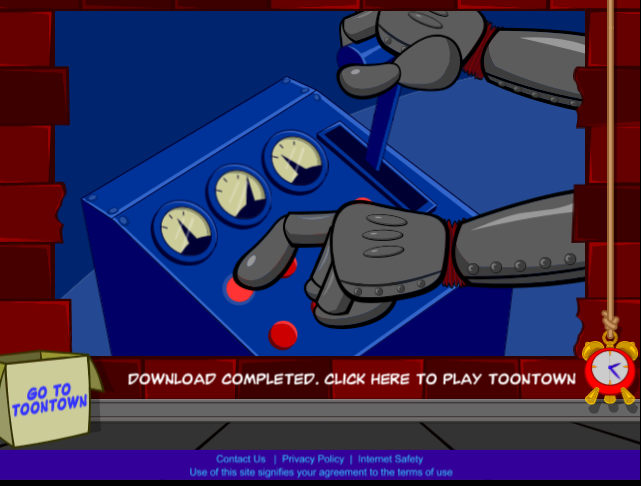 DOWNLOAD COMPLETED. CLICK HERE TO PLAY TOONTOWN
GO TO
TOONTOWN
Contact Us | Privacy Policy | Internet Safety
Use of this site signifies your agreement to the terms of use